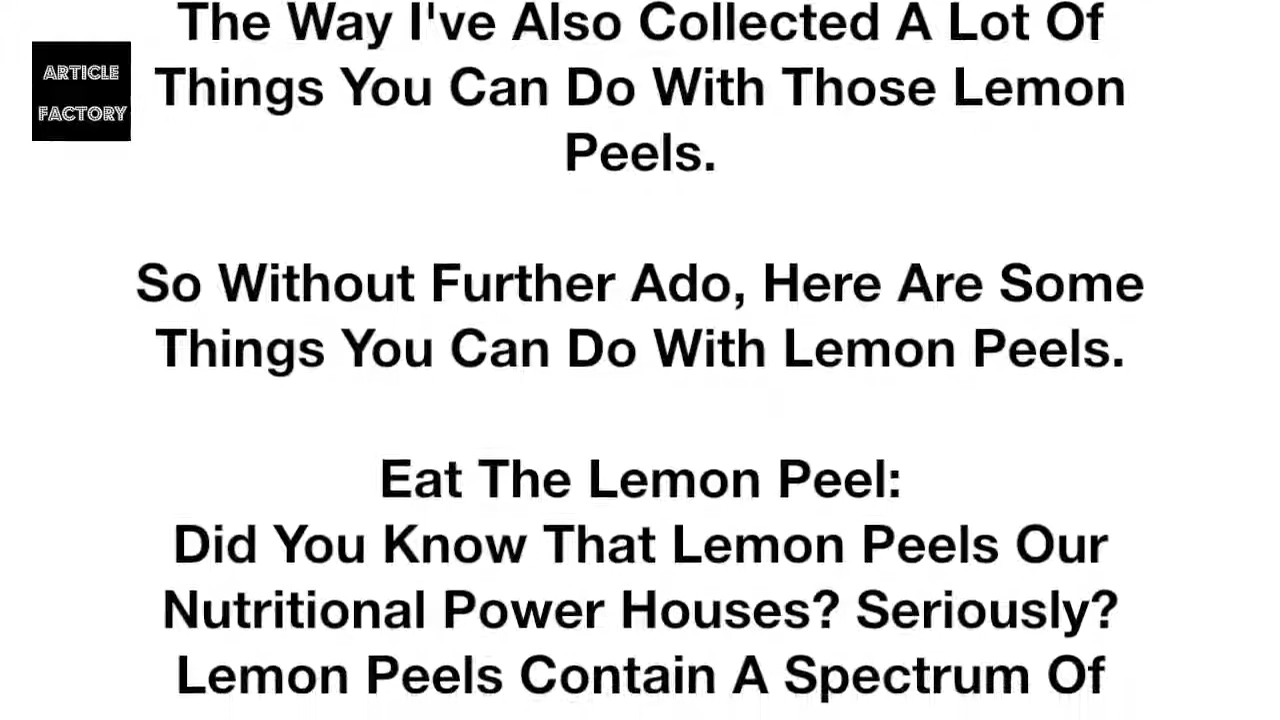 The Way I've Also Collected A Lot Of
ARTICLE
FACTORY
Things You Can Do With Those Lemon
Peels.
So Without Further Ado, Here Are Some
Things You Can Do With Lemon Peels.
Eat The Lemon Peel:
Did You Know That Lemon Peels Our
Nutritional Power Houses? Seriously?
Lemon Peels Contain A Spectrum Of